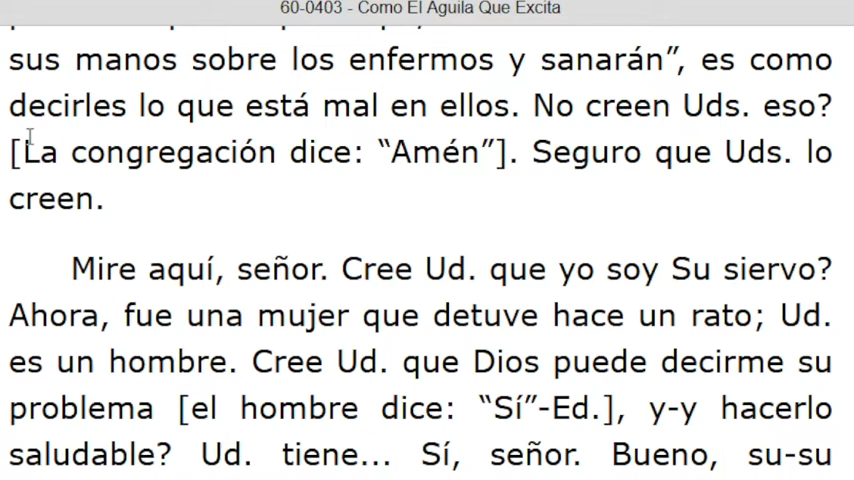 60-0403 - Como El Aguila Que Excita
sus manos sobre los enfermos y sanarán”, es como
decirles lo que está mal en ellos. No creen Uds. eso?
[La congregación dice: “Amén”]. Seguro que Uds. lo
creen.
Mire aquí, señor. Cree Ud. que yo soy Su siervo?
Ahora, fue una mujer que detuve hace un rato; Ud.
es un hombre. Cree Ud. que Dios puede decirme su
problema [el hombre dice: “Sí”-Ed.], y-y hacerlo
saludable? Ud. tiene... Sí, señor. Bueno, su-su